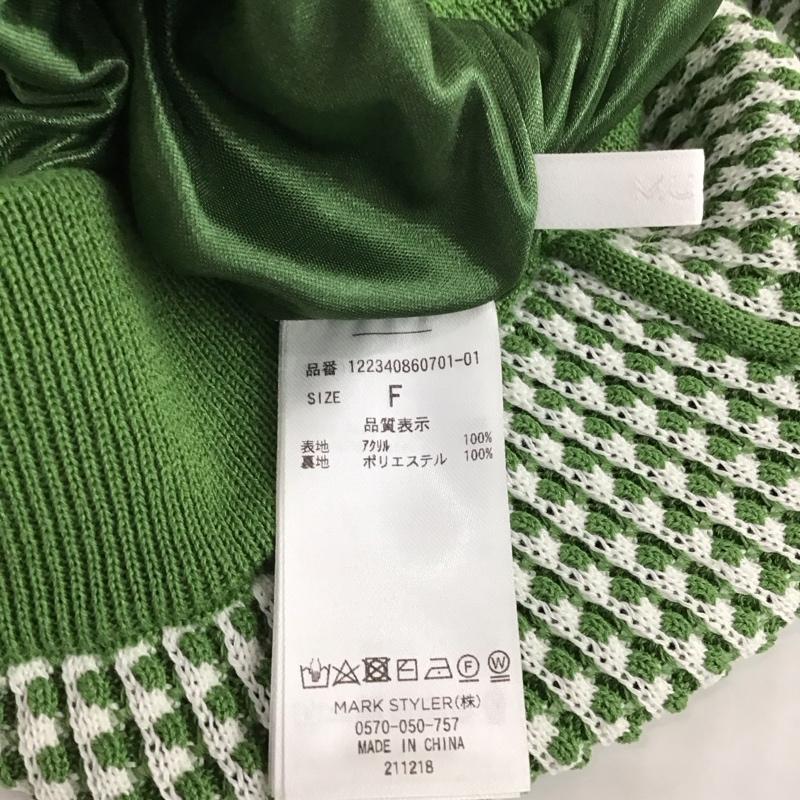 品番 122340860701-01
SIZE F
品質表示
表地 アクリル 100%
裏地 ポリエステル 100%
F W
MARK STYLER(株)
0570-050-757
MADE IN CHINA
211218